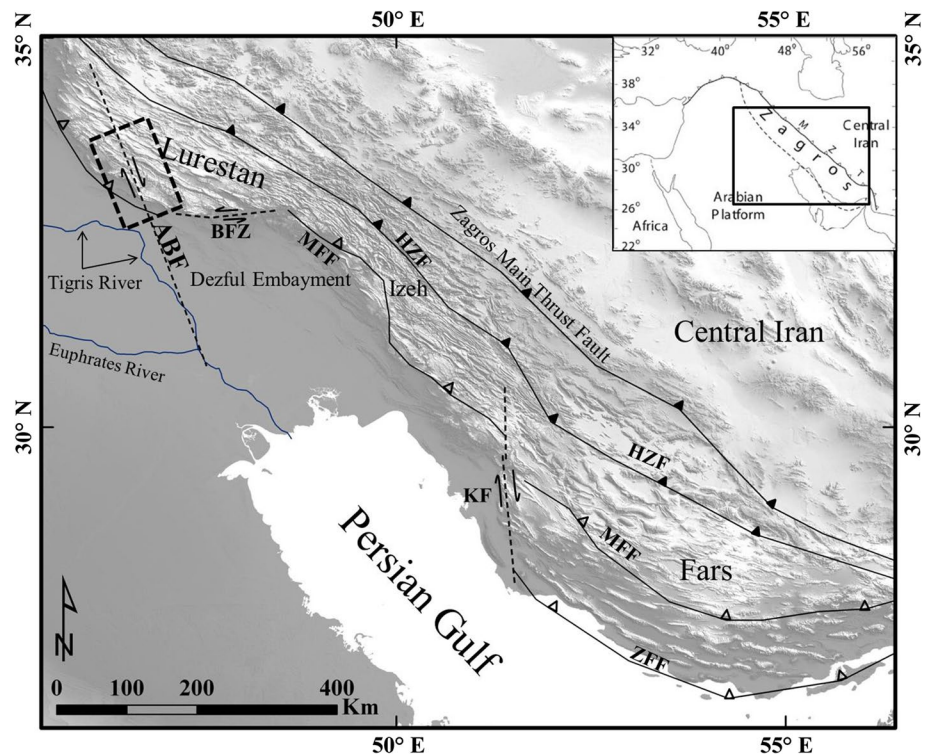 50° E
55° E
35° N
35° N
32°
40°
48°
56°
38°
34°
30°
26°
22°
Zagros
M Z T
Central
Iran
Arabian
Platform
Africa
Lurestan
Zagros Main Thrust Fault
BFZ
ABF
MFF
HZF
Tigris River
Dezful Embayment
Izeh
Euphrates River
Central Iran
30° N
30° N
HZF
KF
MFF
Persian Gulf
Fars
ZFF
N
0
100
200
400
Km
50° E
55° E